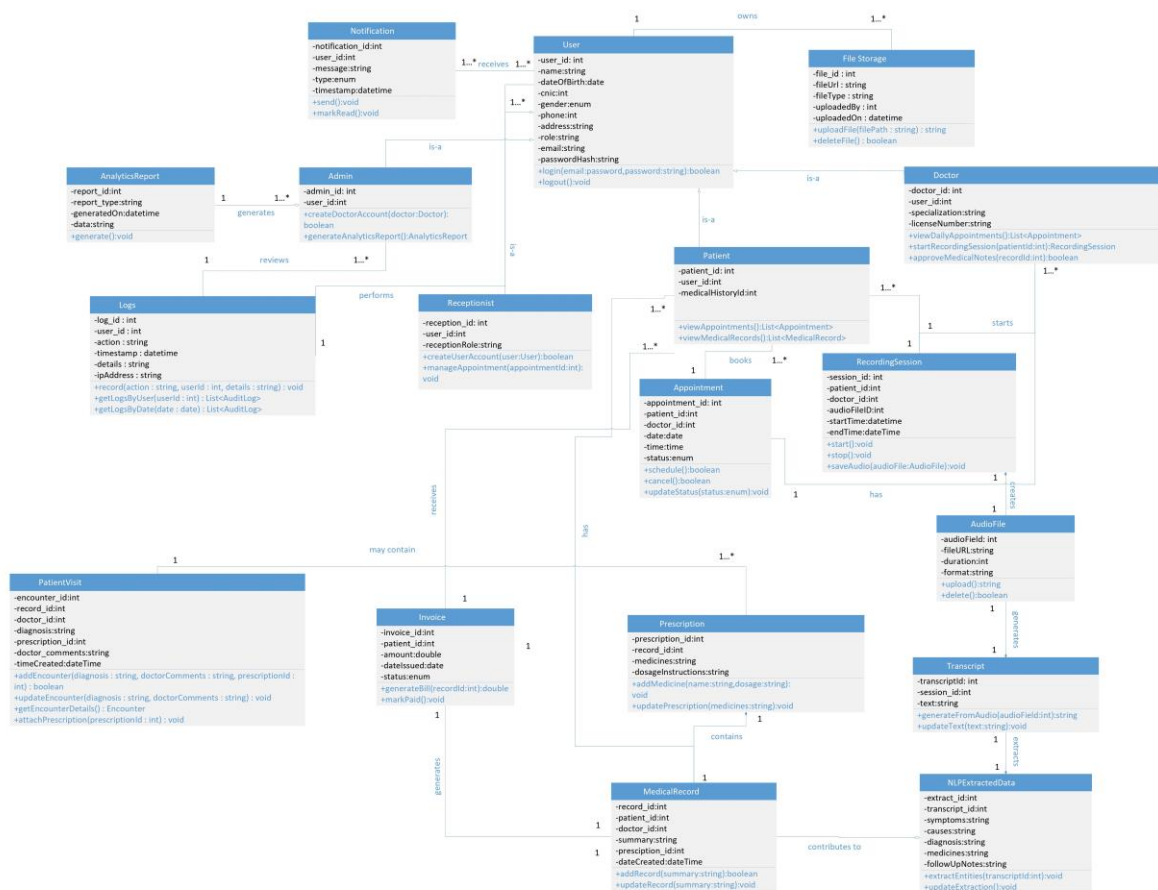 owns
1
1...*
Notification
-notification_id:int
-user_id:int
-message:string
-type:enum
-timestamp:datetime
+send():void
+markRead():void
1...*
receives
1...*
User
-user_id: int
-name:string
-dateOfBirth:date
-cnic:int
-gender:enum
-phone:int
-address:string
-role:string
-email:string
-passwordHash:string
+login(email:password,password:string):boolean
+logout():void
File Storage
-file_id : int
-fileUrl : string
-fileType : string
-uploadedBy : int
-uploadedOn : datetime
+uploadFile(filePath : string) : string
+deleteFile() : boolean
1...*
is-a
AnalyticsReport
-report_id:int
-report_type:string
-generatedOn:datetime
-data:string
+generate():void
1
1...*
generates
Admin
-admin_id: int
-user_id:int
+createDoctorAccount(doctor:Doctor):
boolean
+generateAnalyticsReport():AnalyticsReport
is-a
Doctor
-doctor_id: int
-user_id:int
-specialization:string
-licenseNumber:string
+viewDailyAppointments():List<Appointment>
+startRecordingSession(patientId:int):RecordingSession
+approveMedicalNotes(recordId:int):boolean
is-a
is-a
1
reviews
1...*
1...*
Patient
-patient_id: int
-user_id:int
-medicalHistoryId:int
+viewAppointments():List<Appointment>
+viewMedicalRecords():List<MedicalRecord>
1...*
1...*
1...*
Logs
-log_id : int
-user_id : int
-action : string
-timestamp : datetime
-details : string
-ipAddress : string
+record(action : string, userId : int, details : string) : void
+getLogsByUser(userId : int) : List<AuditLog>
+getLogsByDate(date : date) : List<AuditLog>
performs
1
Receptionist
-reception_id: int
-user_id:int
-receptionRole:string
+createUserAccount(user:User):boolean
+manageAppointment(appointmentId:int):
void
1
starts
1
books
1
1...*
Appointment
-appointment_id: int
-patient_id:int
-doctor_id:int
-date:date
-time:time
-status:enum
+schedule():boolean
+cancel():boolean
+updateStatus(status:enum):void
RecordingSession
-session_id: int
-patient_id:int
-doctor_id:int
-audioFileID:int
-startTime:datetime
-endTime:dateTime
+start():void
+stop():void
+saveAudio(audioFile:AudioFile):void
1
has
1
creates
1
receives
has
AudioFile
-audioField: int
-fileURL:string
-duration:int
-format:string
+upload():string
+delete():boolean
1
may contain
1...*
PatientVisit
-encounter_id:int
-record_id:int
-doctor_id:int
-diagnosis:string
-prescription_id:int
-doctor_comments:string
-timeCreated:dateTime
+addEncounter(diagnosis : string, doctorComments : string, prescriptionId :
int) : boolean
+updateEncounter(diagnosis : string, doctorComments : string) : void
+getEncounterDetails() : Encounter
+attachPrescription(prescriptionId : int) : void
1
Invoice
-invoice_id:int
-patient_id:int
-amount:double
-dateIssued:date
-status:enum
+generateBill(recordId:int):double
+markPaid():void
1
Prescription
-prescription_id:int
-record_id:int
-medicines:string
-dosageInstructions:string
+addMedicine(name:string,dosage:string):
void
+updatePrescription(medicines:string):void
1
generates
1
Transcript
-transcriptId: int
-session_id:int
-text:string
+generateFromAudio(audioField:int):string
+updateText(text:string):void
1
generates
1
contains
1
1
extracts
1
MedicalRecord
-record_id:int
-patient_id:int
-doctor_id:int
-summary:string
-presciption_id:int
-dateCreated:dateTime
+addRecord(summary:string):boolean
+updateRecord(summary:string):void
1
1
contributes to
NLPExtractedData
-extract_id:int
-transcript_id:int
-symptoms:string
-causes:string
-diagnosis:string
-medicines:string
-followUpNotes:string
+extractEntities(transcriptId:int):void
+updateExtraction():void